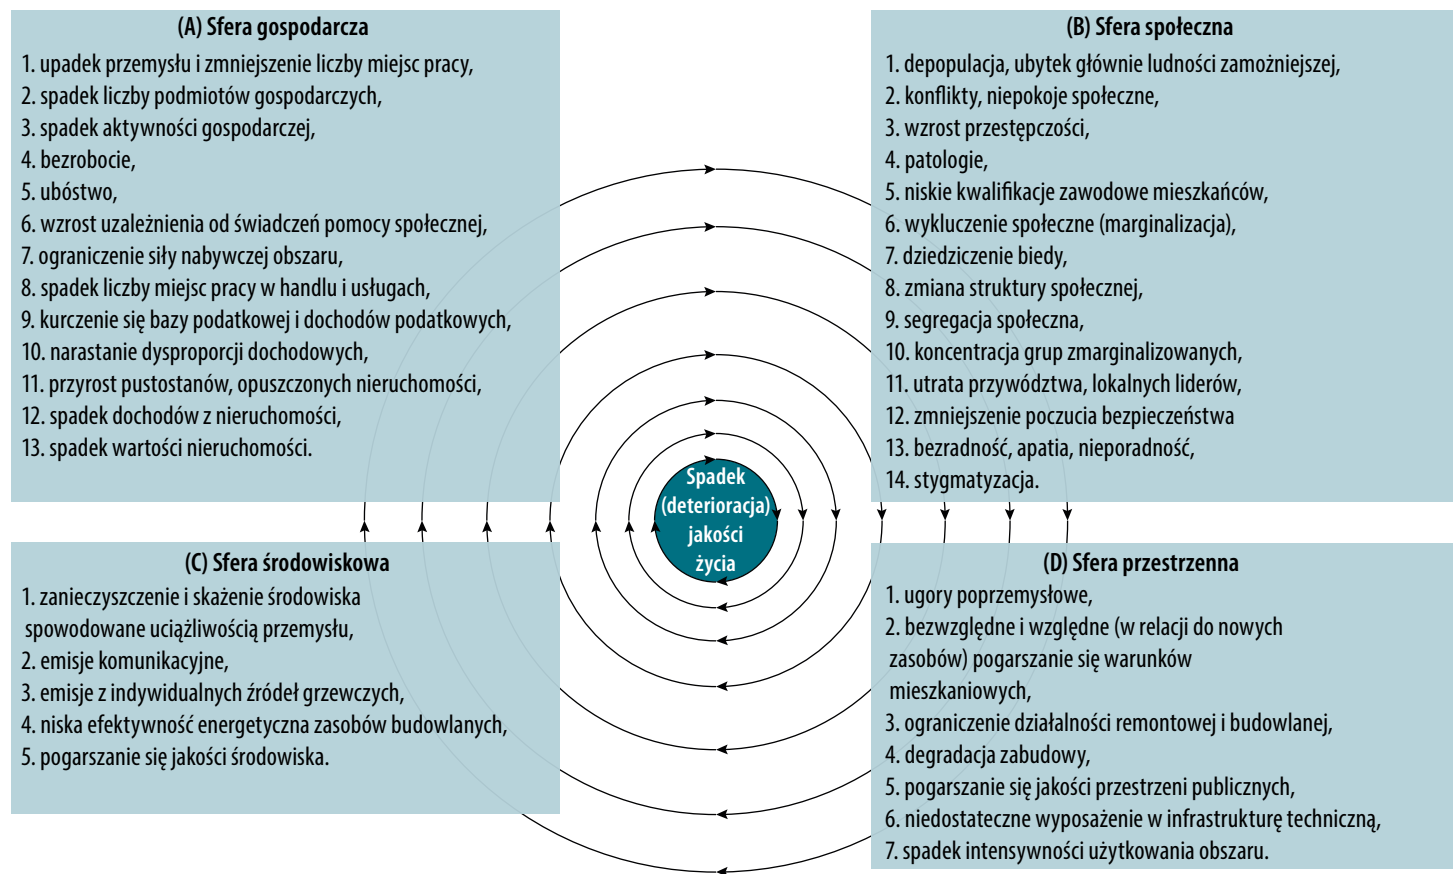 (A) Sfera gospodarcza
1. upadek przemysłu i zmniejszenie liczby miejsc pracy,
2. spadek liczby podmiotów gospodarczych,
3. spadek aktywności gospodarczej,
4. bezrobocie,
5. ubóstwo,
6. wzrost uzależnienia od świadczeń pomocy społecznej,
7. ograniczenie siły nabywczej obszaru,
8. spadek liczby miejsc pracy w handlu i usługach,
9. kurczenie się bazy podatkowej i dochodów podatkowych,
10. narastanie dysproporcji dochodowych,
11. przyrost pustostanów, opuszczonych nieruchomości,
12. spadek dochodów z nieruchomości,
13. spadek wartości nieruchomości.
(B) Sfera społeczna
1. depopulacja, ubytek głównie ludności zamożniejszej,
2. konflikty, niepokoje społeczne,
3. wzrost przestępczości,
4. patologie,
5. niskie kwalifikacje zawodowe mieszkańców,
6. wykluczenie społeczne (marginalizacja),
7. dziedziczenie biedy,
8. zmiana struktury społecznej,
9. segregacja społeczna,
10. koncentracja grup zmarginalizowanych,
11. utrata przywództwa, lokalnych liderów,
12. zmniejszenie poczucia bezpieczeństwa
13. bezradność, apatia, nieporadność,
14. stygmatyzacja.
Spadek
(deterioracja)
jakości
życia
(C) Sfera środowiskowa
1. zanieczyszczenie i skażenie środowiska
spowodowane uciążliwością przemysłu,
2. emisje komunikacyjne,
3. emisje z indywidualnych źródeł grzewczych,
4. niska efektywność energetyczna zasobów budowlanych,
5. pogarszanie się jakości środowiska.
(D) Sfera przestrzenna
1. ugory poprzemysłowe,
2. bezwzględne i względne (w relacji do nowych
zasobów) pogarszanie się warunków
mieszkaniowych,
3. ograniczenie działalności remontowej i budowlanej,
4. degradacja zabudowy,
5. pogarszanie się jakości przestrzeni publicznych,
6. niedostateczne wyposażenie w infrastrukturę techniczną,
7. spadek intensywności użytkowania obszaru.